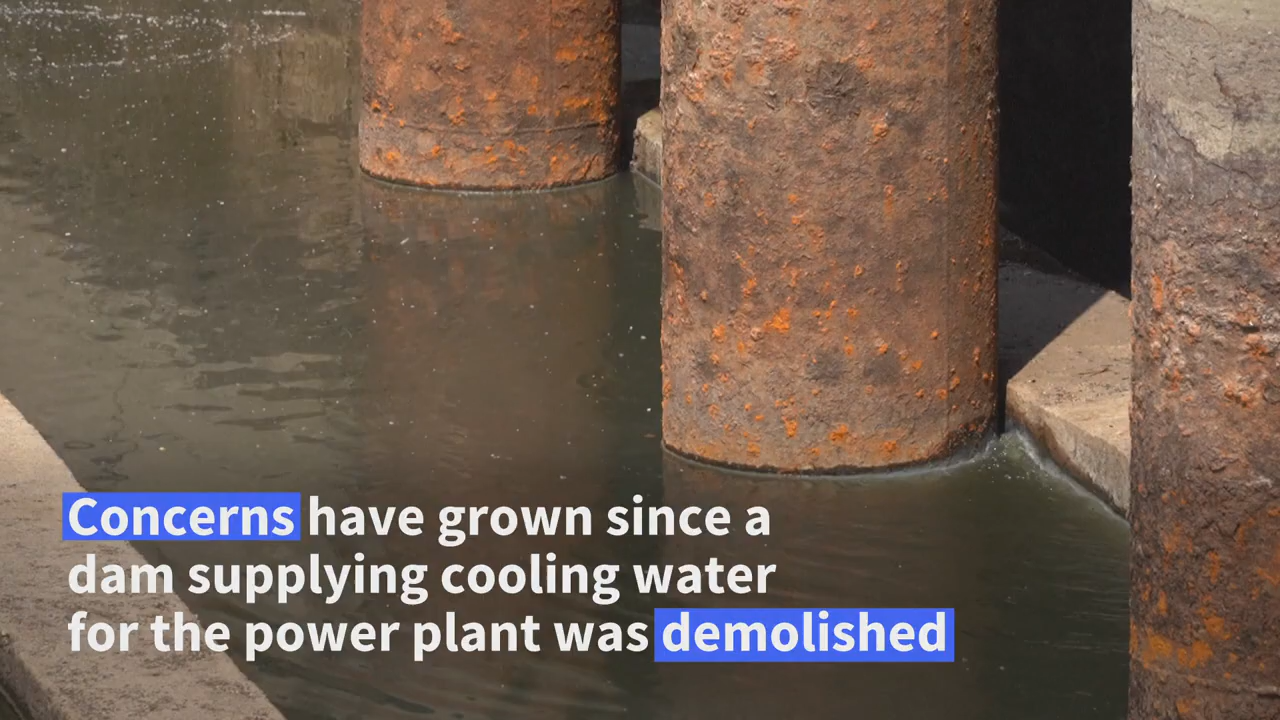 Concerns have grown since a
dam supplying cooling water
for the power plant was demolished